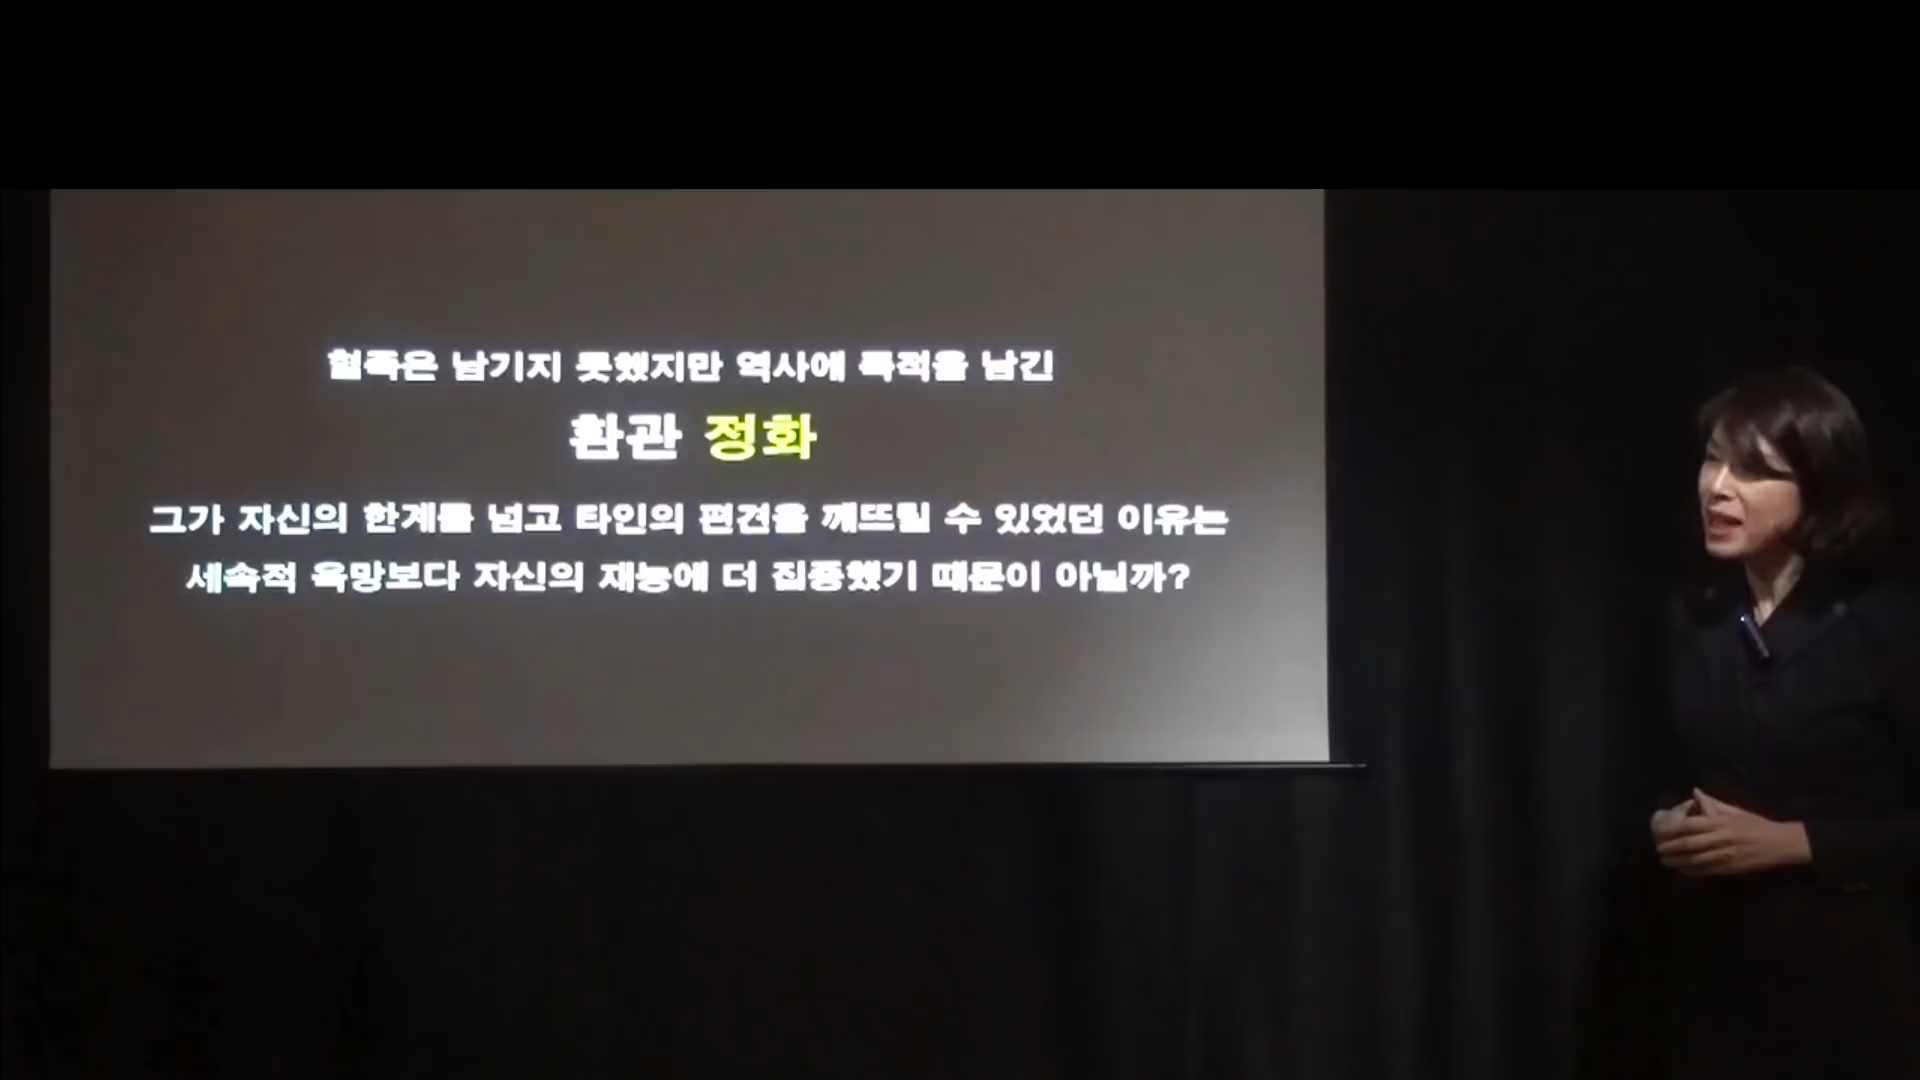 혈족은 남기지 못했지만 역사에 족적을 남긴
환관 정화
그가 자신의 한계를 넘고 타인의 편견을 깨뜨릴 수 있었던 이유는
세속적 욕망보다 자신의 재능에 더 집중했기 때문이 아닐까?